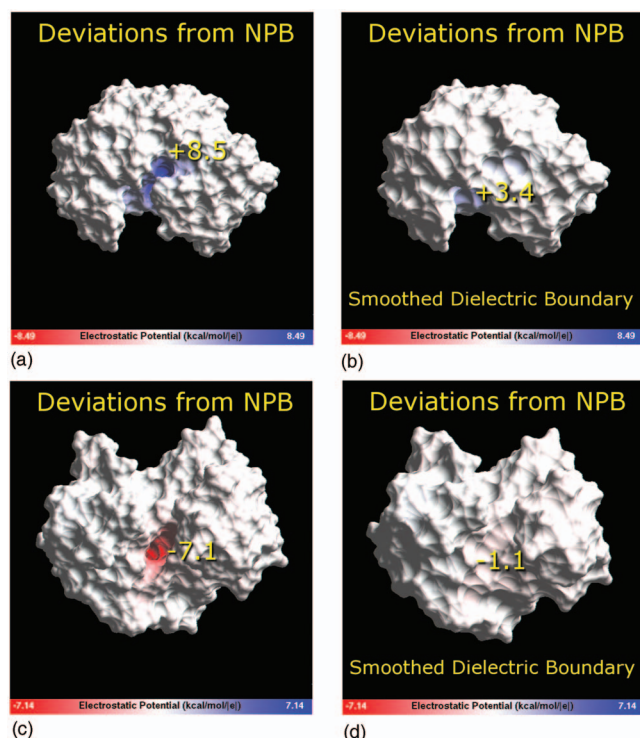 Deviations from NPB
+8.5
-8.49 Electrostatic Potential (kcal/mol/|e|) 8.49
(a)
Deviations from NPB
+3.4
Smoothed Dielectric Boundary
-8.49 Electrostatic Potential (kcal/mol/|e|) 8.49
(b)
Deviations from NPB
-7.1
-7.14 Electrostatic Potential (kcal/mol/|e|) 7.14
(c)
Deviations from NPB
-1.1
Smoothed Dielectric Boundary
-7.14 Electrostatic Potential (kcal/mol/|e|) 7.14
(d)